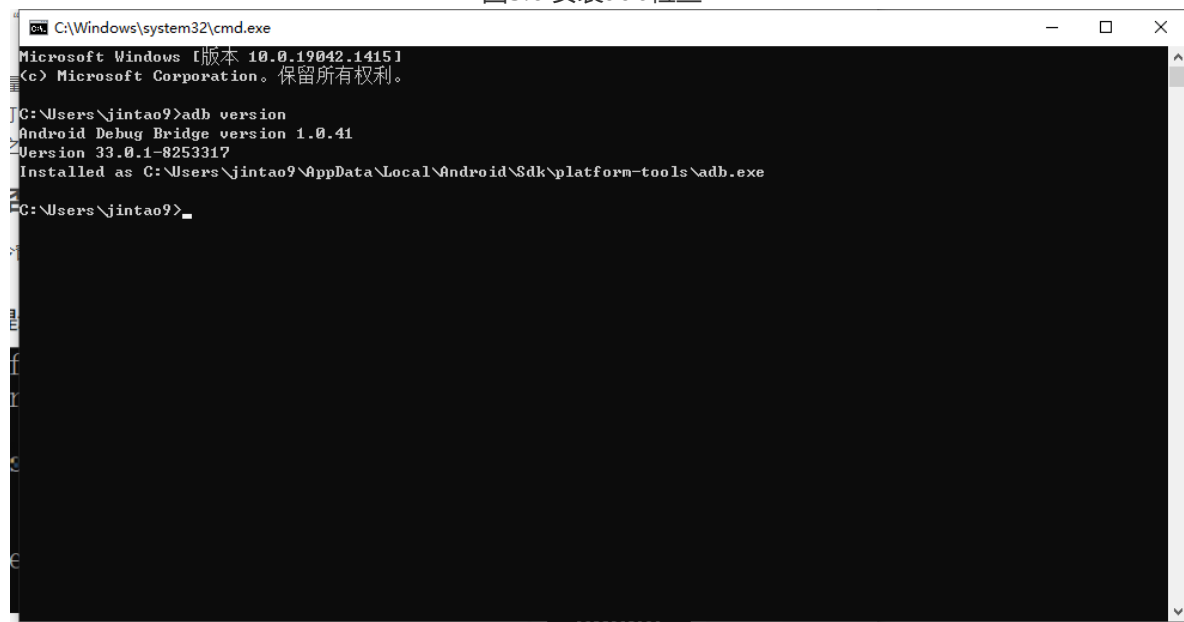 C:\Windows\system32\cmd.exe
Microsoft Windows [版本 10.0.19042.1415]
(c) Microsoft Corporation。保留所有权利。
C:\Users\jintao9>adb version
Android Debug Bridge version 1.0.41
Version 33.0.1-8253317
Installed as C:\Users\jintao9\AppData\Local\Android\Sdk\platform-tools\adb.exe
C:\Users\jintao9>